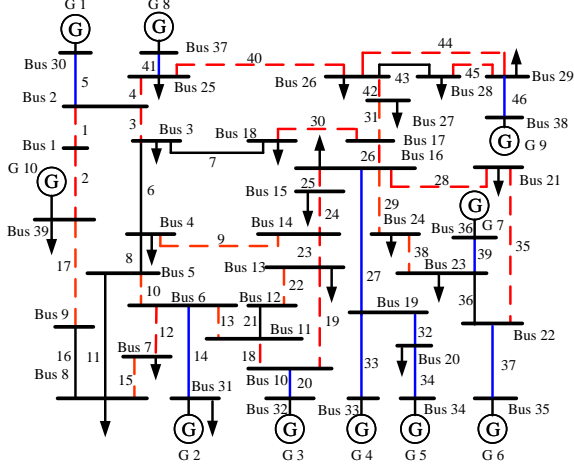 G 1
G 8
G
G
Bus 30
Bus 37
40
44
5
41
Bus 26
43
45
Bus 29
Bus 2
4
Bus 25
42
Bus 28
46
1
3
Bus 3
Bus 18
30
31
Bus 27
Bus 38
Bus 1
Bus 17
G
G 9
G 10
7
26
Bus 16
G
2
6
Bus 15
25
28
Bus 21
24
29
G 7
G
Bus 39
Bus 4
Bus 14
Bus 24
Bus 36
35
9
23
38
39
17
8
Bus 5
Bus 13
27
Bus 23
10
Bus 6
Bus 12
22
36
Bus 9
13
21
19
Bus 19
Bus 22
16
11
Bus 7
12
14
Bus 11
32
Bus 8
18
33
Bus 20
37
15
Bus 31
Bus 10
20
34
Bus 32
Bus 33
Bus 34
Bus 35
G
G
G
G
G
G 2
G 3
G 4
G 5
G 6